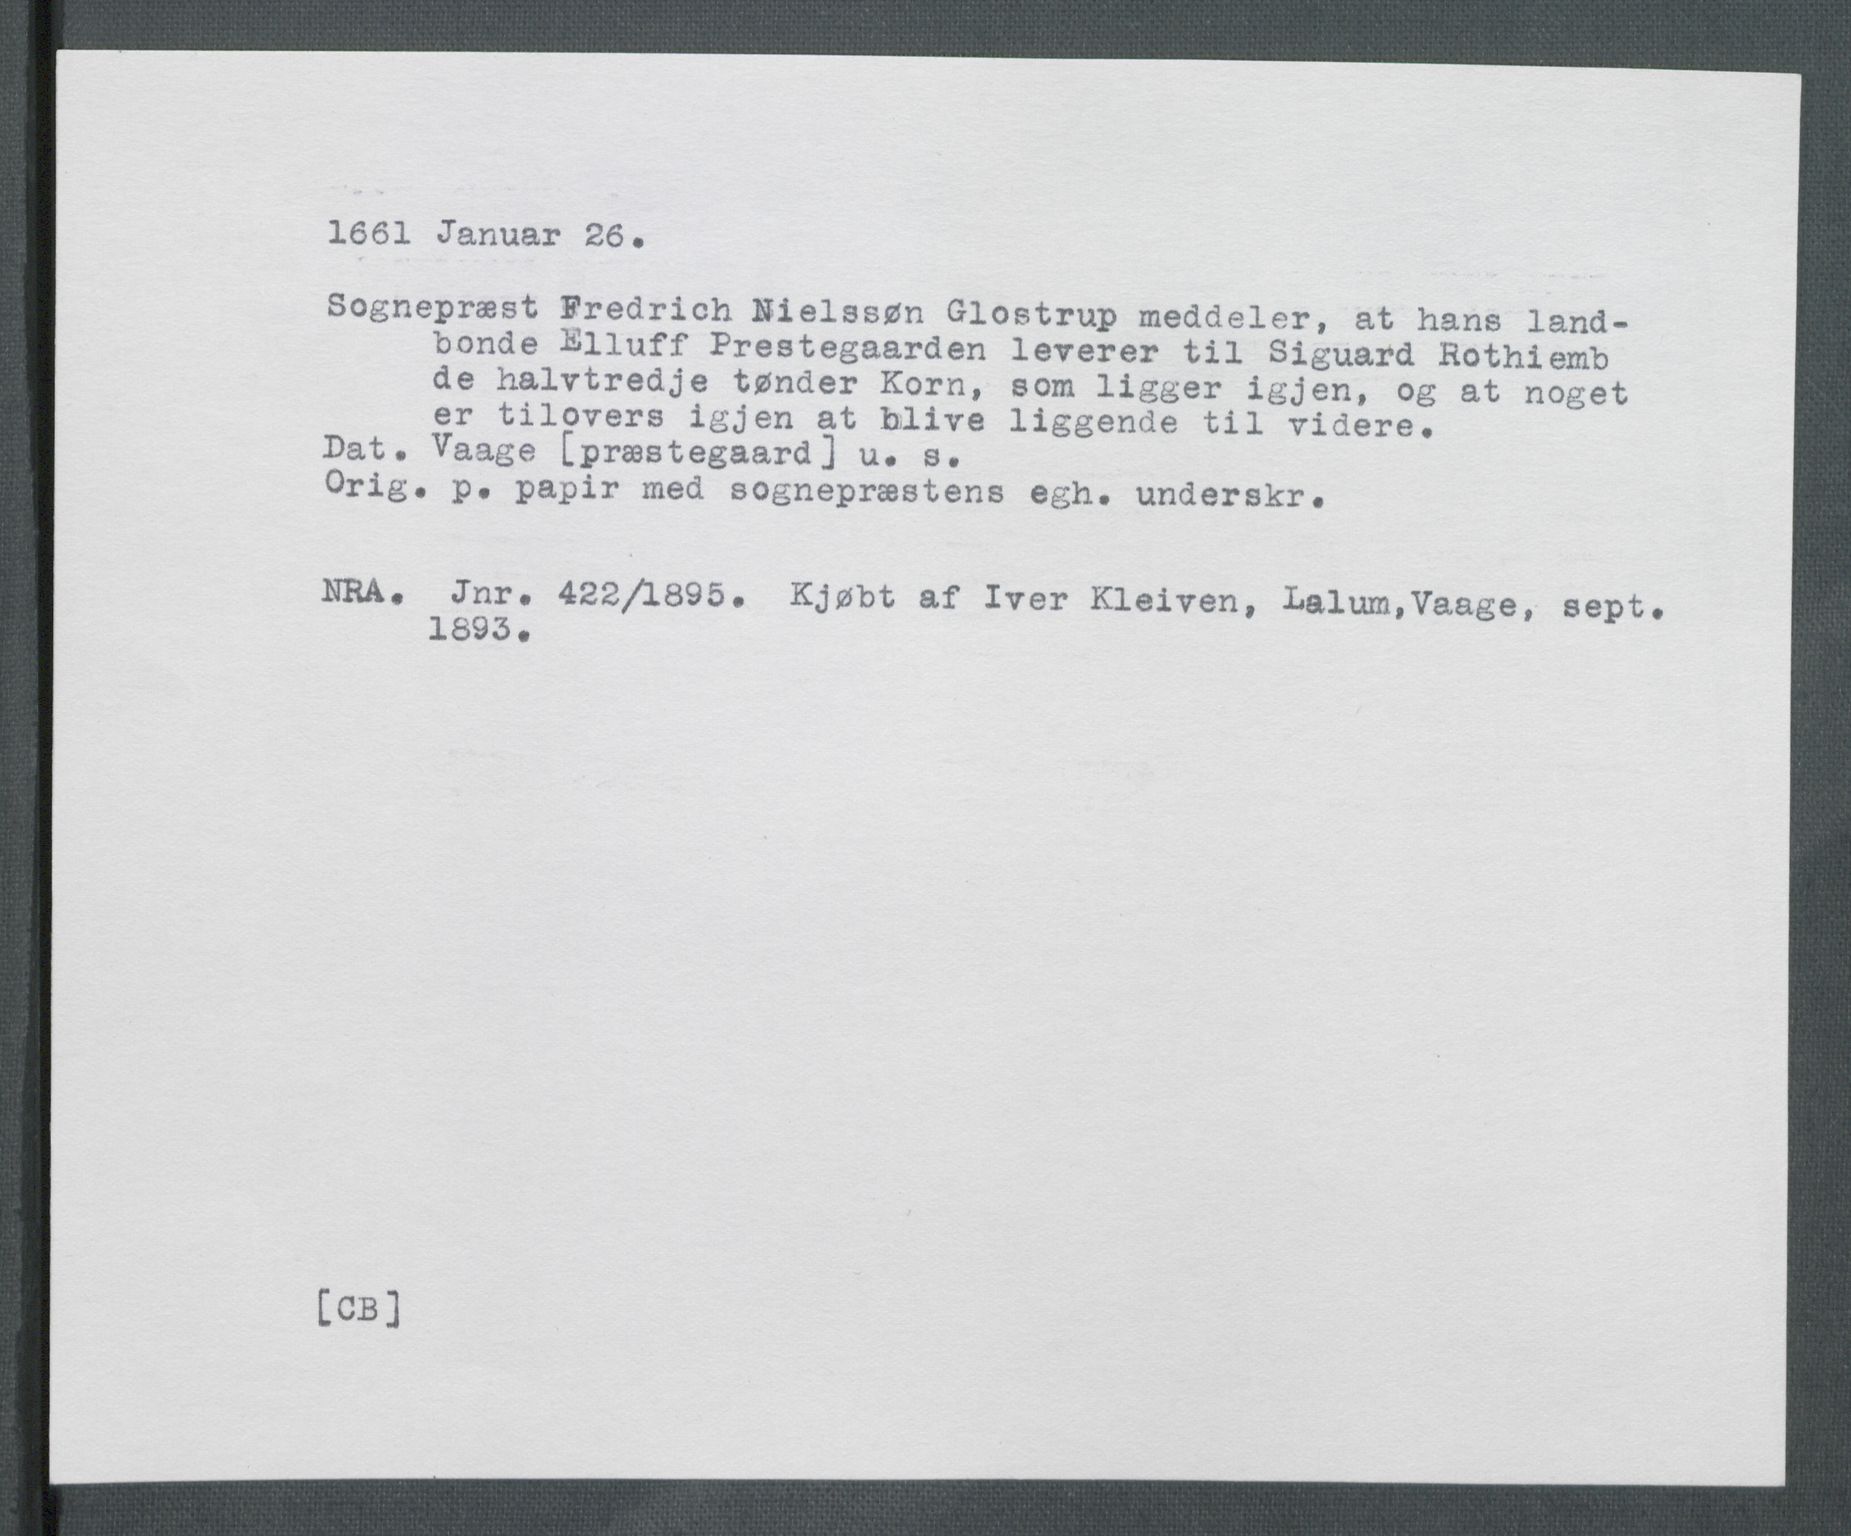 1661 Januar 26.
Sognepræst Fredrich Nielssøn Glostrup meddeler, at hans land-
bonde Elluff Prestegaarden leverer til Siguard Rothiemb
de halvtredje tønder Korn, som ligger igjen, og at noget
er tilovers igjen at blive liggende til videre.
Dat. Vaage [præstegaard] u. s.
Orig. p. papir med sognepræstens egh. underskr.
NRA. Jnr. 422/1895. Kjøbt af Iver Kleiven, Lalum,Vaage, sept.
1893.
[CB]